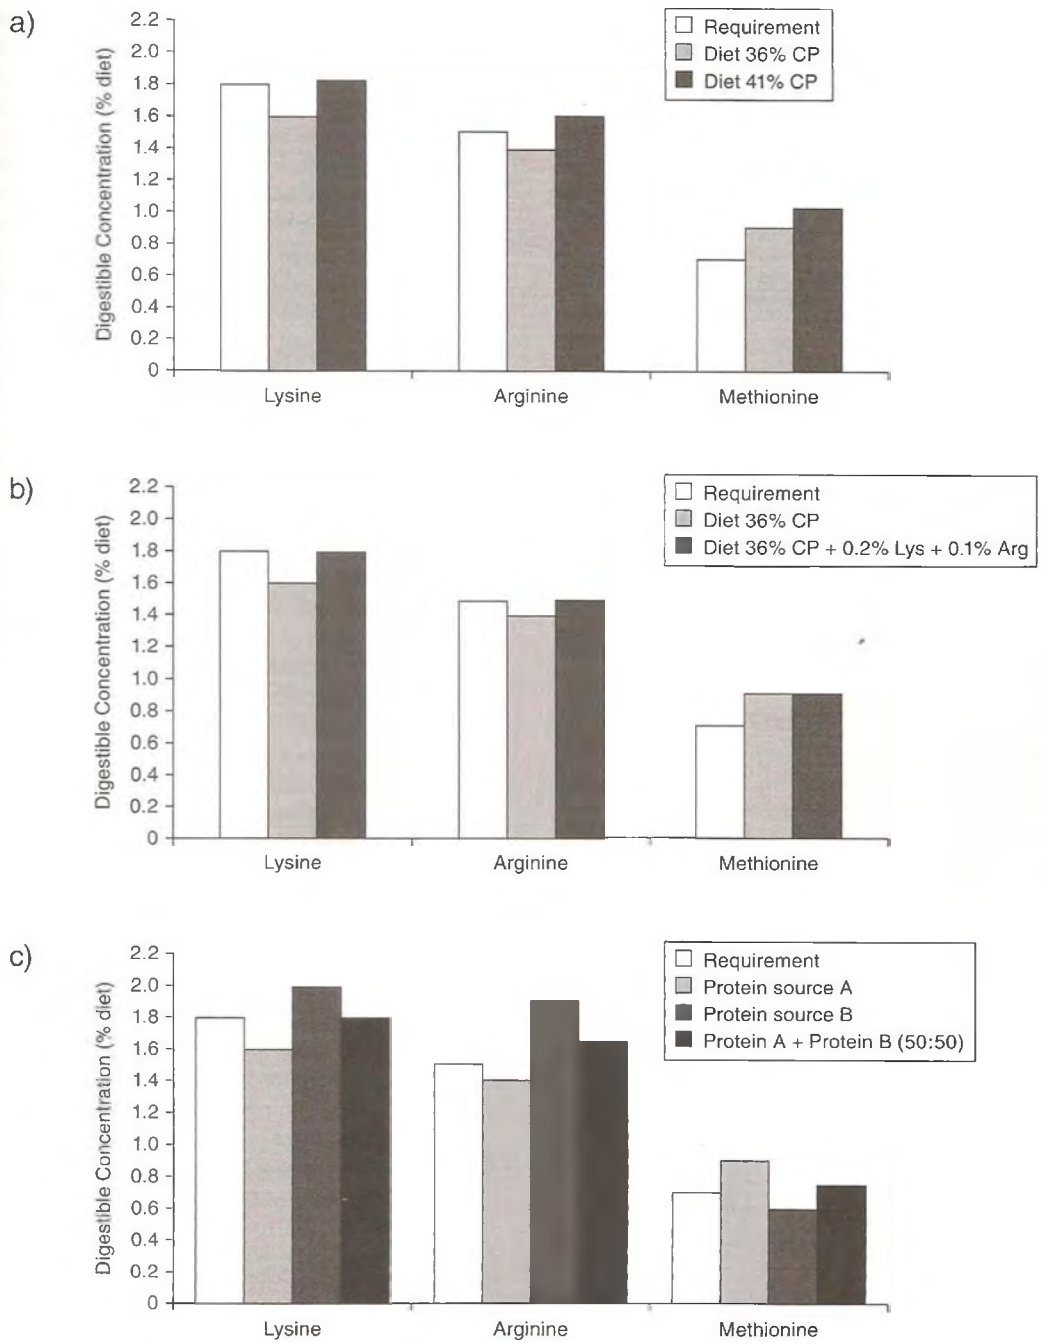 a)
Digestible Concentration (% diet)
2.2
2.0
1.8
1.6
1.4
1.2
1.0
0.8
0.6
0.4
0.2
0
Requirement
Diet 36% CP
Diet 41% CP
Lysine Arginine Methionine
b)
Digestible Concentration (% diet)
2.2
2.0
1.8
1.6
1.4
1.2
1.0
0.8
0.6
0.4
0.2
0
Requirement
Diet 36% CP
Diet 36% CP + 0.2% Lys + 0.1% Arg
Lysine Arginine Methionine
c)
Digestible Concentration (% diet)
2.2
2.0
1.8
1.6
1.4
1.2
1.0
0.8
0.6
0.4
0.2
0
Requirement
Protein source A
Protein source B
Protein A + Protein B (50:50)
Lysine Arginine Methionine